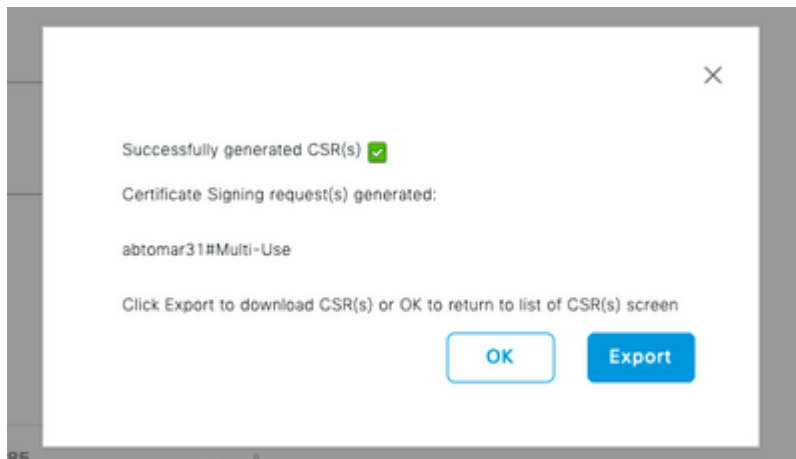 Successfully generated CSR(s) ✅
Certificate Signing request(s) generated:
abtomar31#Multi-Use
Click Export to download CSR(s) or OK to return to list of CSR(s) screen
OK
Export
85